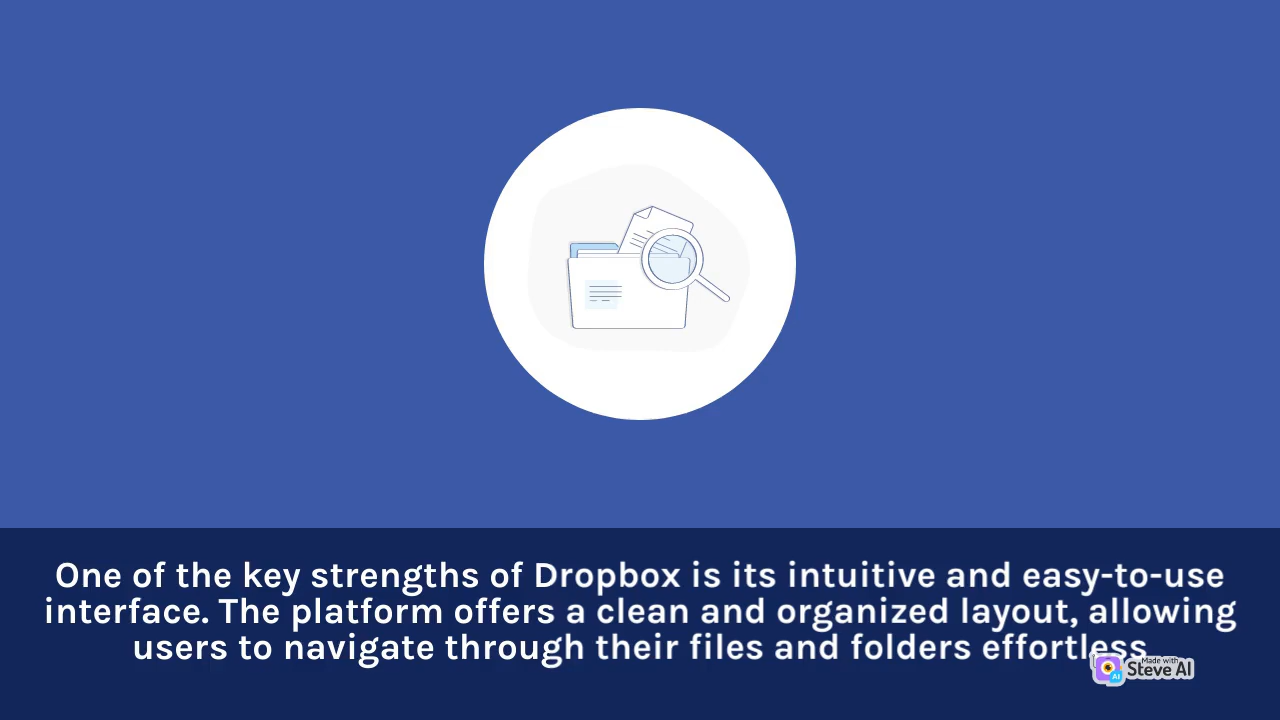 One of the key strengths of Dropbox is its intuitive and easy-to-use
interface. The platform offers a clean and organized layout, allowing
users to navigate through their files and folders effortless
Made with
Steve AI
AI